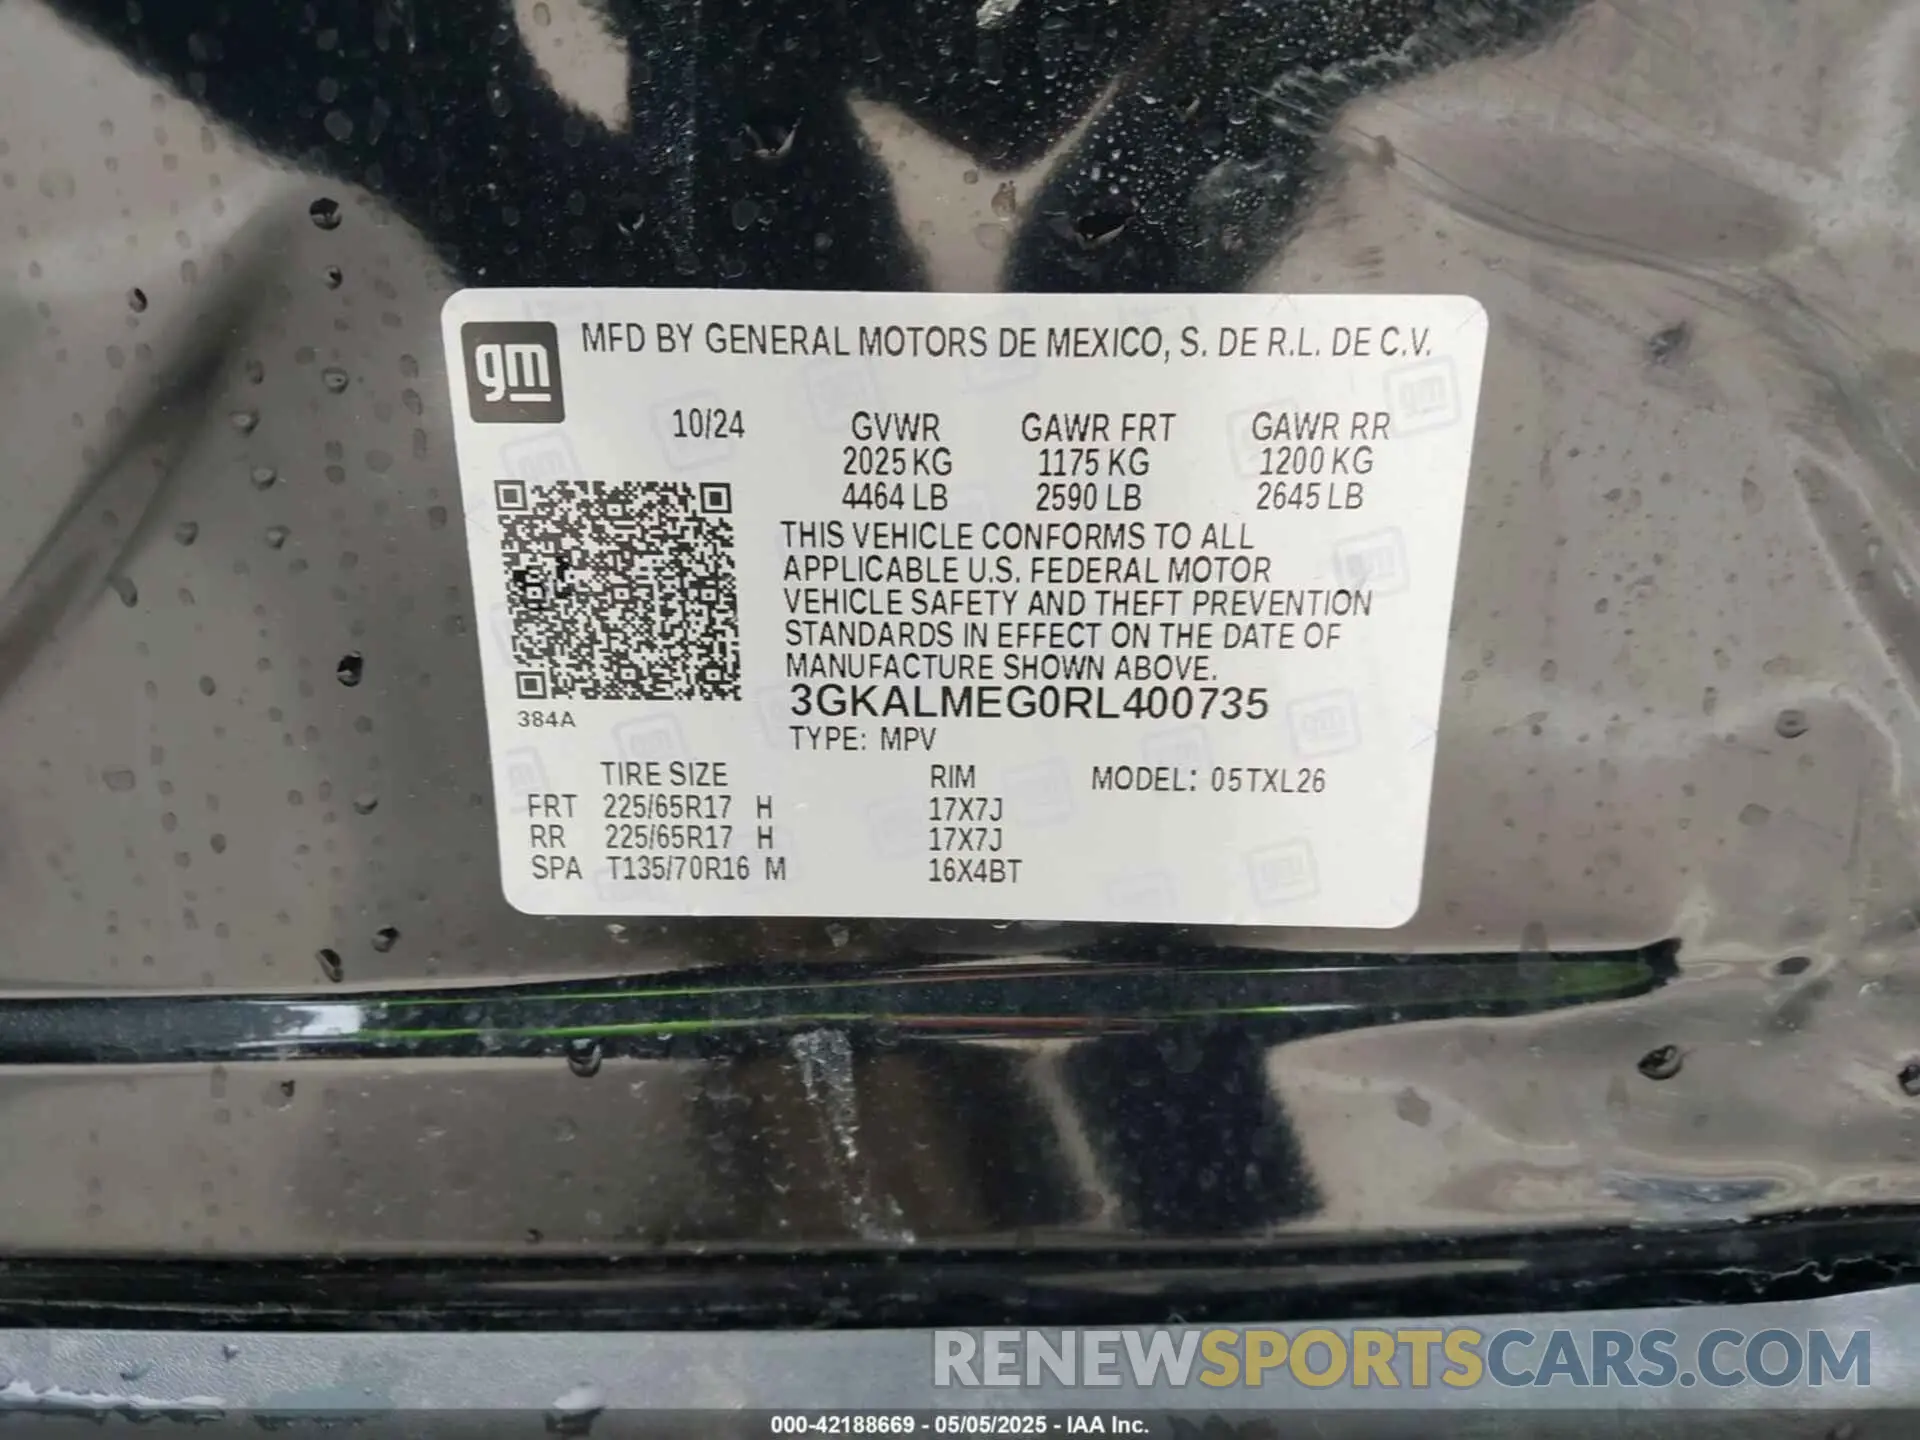 gm
MFD BY GENERAL MOTORS DE MEXICO, S. DE R.L. DE C.V.
10/24 GVWR GAWR FRT GAWR RR
2025 KG 1175 KG 1200 KG
4464 LB 2590 LB 2645 LB
THIS VEHICLE CONFORMS TO ALL
APPLICABLE U.S. FEDERAL MOTOR
VEHICLE SAFETY AND THEFT PREVENTION
STANDARDS IN EFFECT ON THE DATE OF
MANUFACTURE SHOWN ABOVE.
3GKALMEG0RL400735
384A
TYPE: MPV
TIRE SIZE RIM MODEL: 05TXL26
FRT 225/65R17 H 17X7J
RR 225/65R17 H 17X7J
SPA T135/70R16 M 16X4BT
RENEWSPORTSCARS.COM
000-42188669 - 05/05/2025 - IAA Inc.